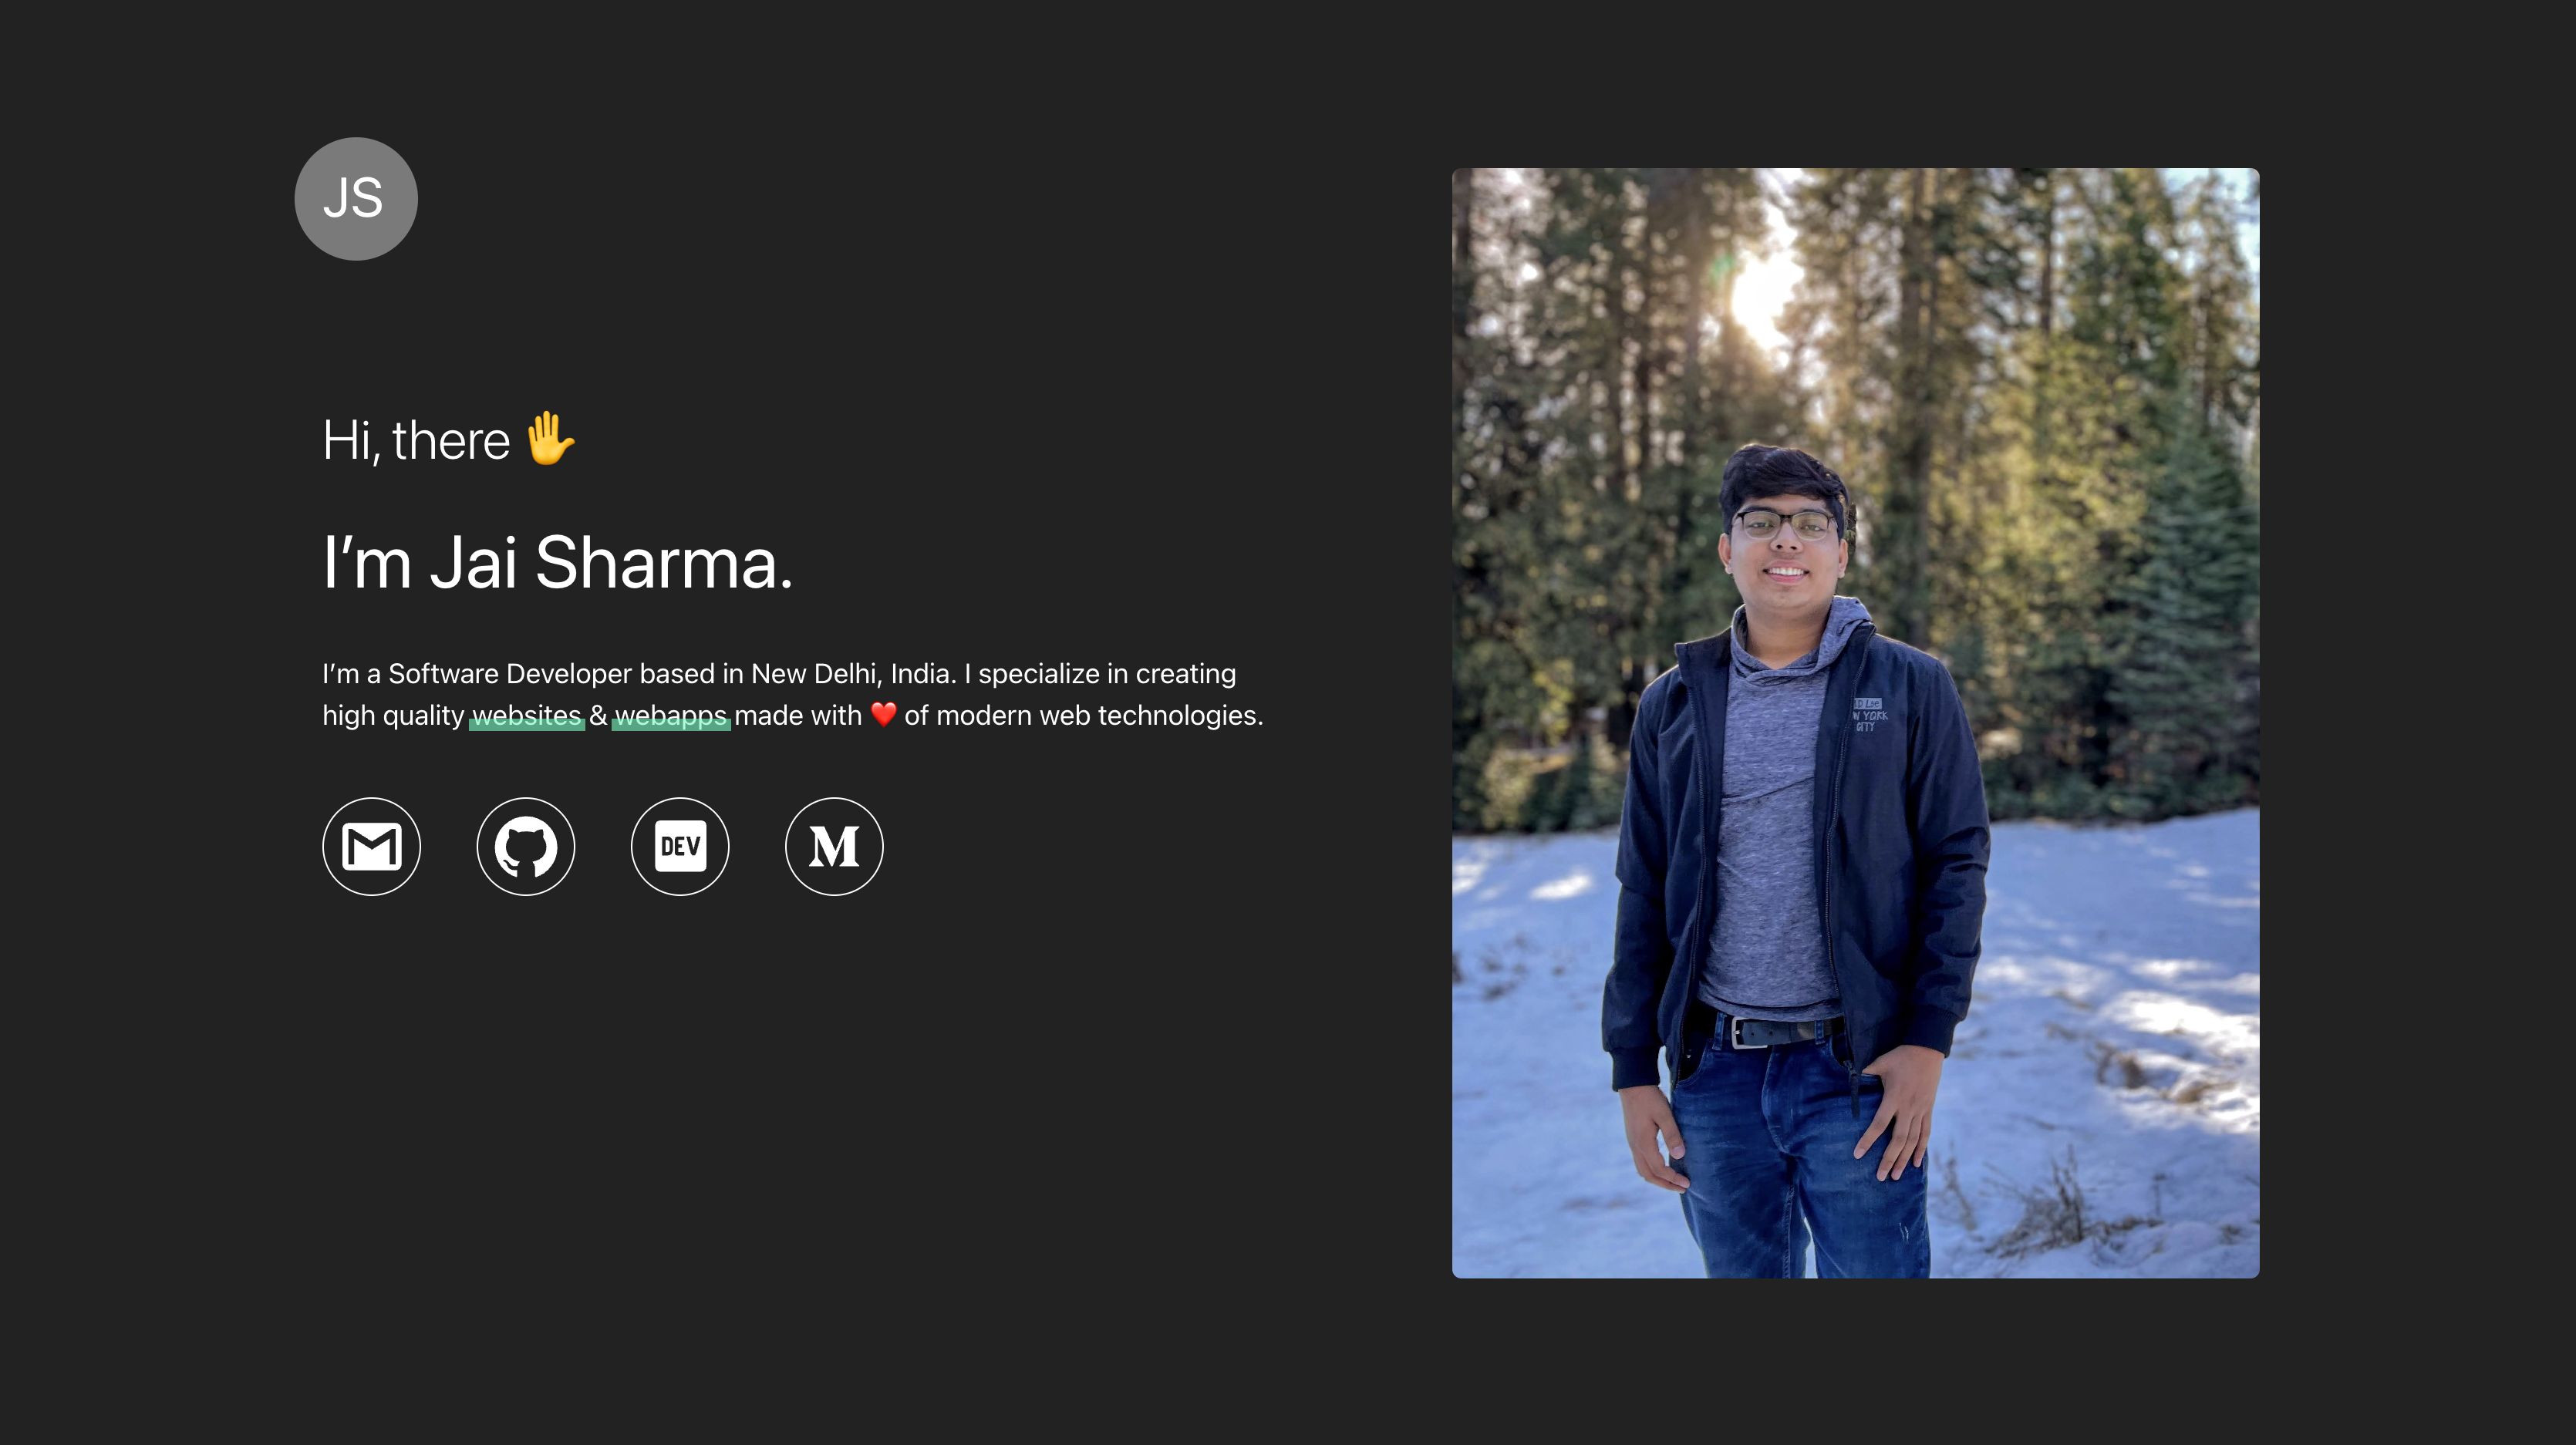 JS
Hi, there 🤚
I’m Jai Sharma.
I’m a Software Developer based in New Delhi, India. I specialize in creating
high quality websites & webapps made with ❤️ of modern web technologies.
DEV
M
YORK
CITY